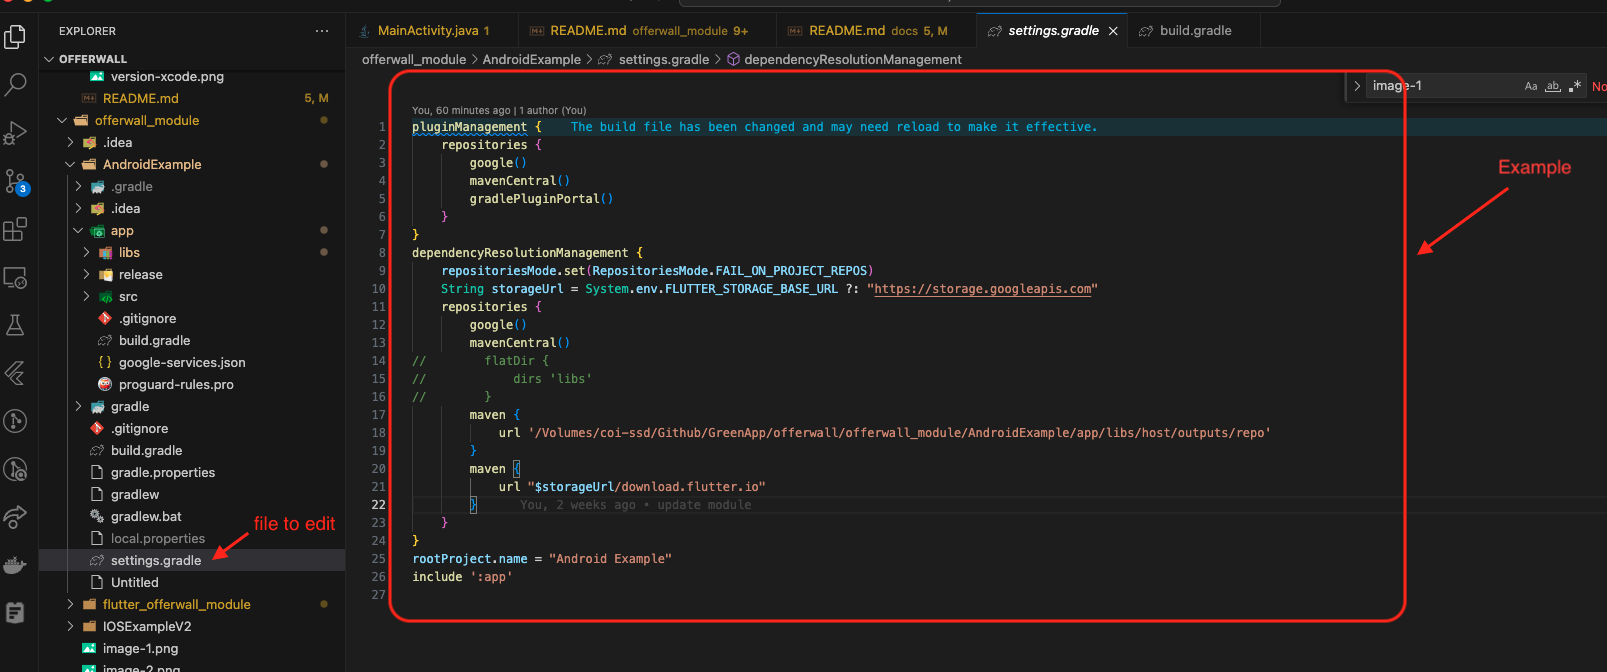 EXPLORER
···
OFFERWALL
version-xcode.png
README.md 5, M
offerwall_module
.idea
AndroidExample
.gradle
.idea
app
libs
release
src
.gitignore
build.gradle
google-services.json
proguard-rules.pro
gradle
.gitignore
build.gradle
gradle.properties
gradlew
gradlew.bat
local.properties
settings.gradle
Untitled
flutter_offerwall_module
IOSExampleV2
image-1.png
image-2.png
3
file to edit
MainActivity.java 1
README.md offerwall_module 9+
README.md docs 5, M
settings.gradle
build.gradle
offerwall_module > AndroidExample > settings.gradle > dependencyResolutionManagement
image-1 Aa ab .* No
You, 60 minutes ago | 1 author (You)
1 pluginManagement { The build file has been changed and may need reload to make it effective.
2 repositories {
3 google()
4 mavenCentral()
5 gradlePluginPortal()
6 }
7 }
8 dependencyResolutionManagement {
9 repositoriesMode.set(RepositoriesMode.FAIL_ON_PROJECT_REPOS)
10 String storageUrl = System.env.FLUTTER_STORAGE_BASE_URL ?: "https://storage.googleapis.com"
11 repositories {
12 google()
13 mavenCentral()
14 // flatDir {
15 // dirs 'libs'
16 // }
17 maven {
18 url '/Volumes/coi-ssd/Github/GreenApp/offerwall/offerwall_module/AndroidExample/app/libs/host/outputs/repo'
19 }
20 maven {
21 url "$storageUrl/download.flutter.io"
22 } You, 2 weeks ago • update module
23 }
24 }
25 rootProject.name = "Android Example"
26 include ':app'
27
Example